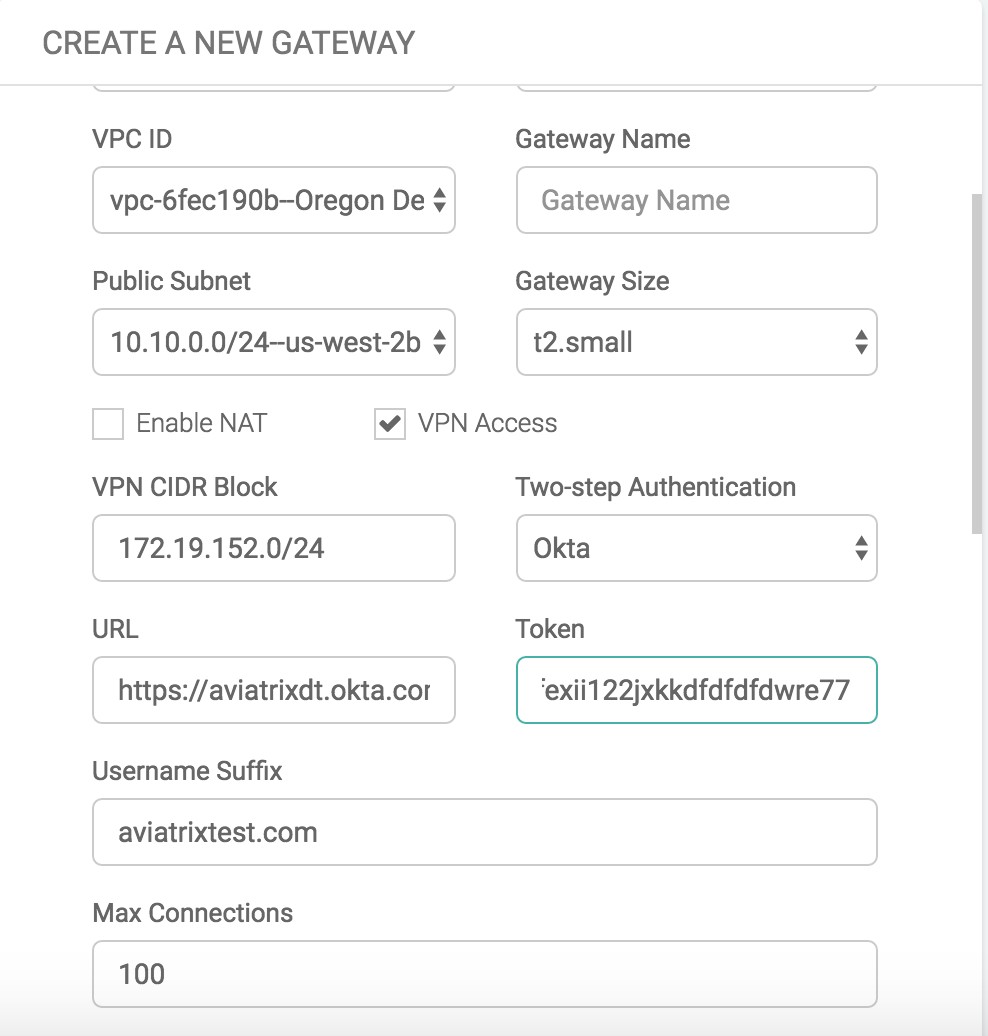 CREATE A NEW GATEWAY
VPC ID
Gateway Name
vpc-6fec190b--Oregon De
Gateway Name
Public Subnet
Gateway Size
10.10.0.0/24--us-west-2b
t2.small
Enable NAT
VPN Access
VPN CIDR Block
Two-step Authentication
172.19.152.0/24
Okta
URL
Token
https://aviatrixdt.okta.cor
exii122jxkkdfdfdfdwre77
Username Suffix
aviatrixtest.com
Max Connections
100